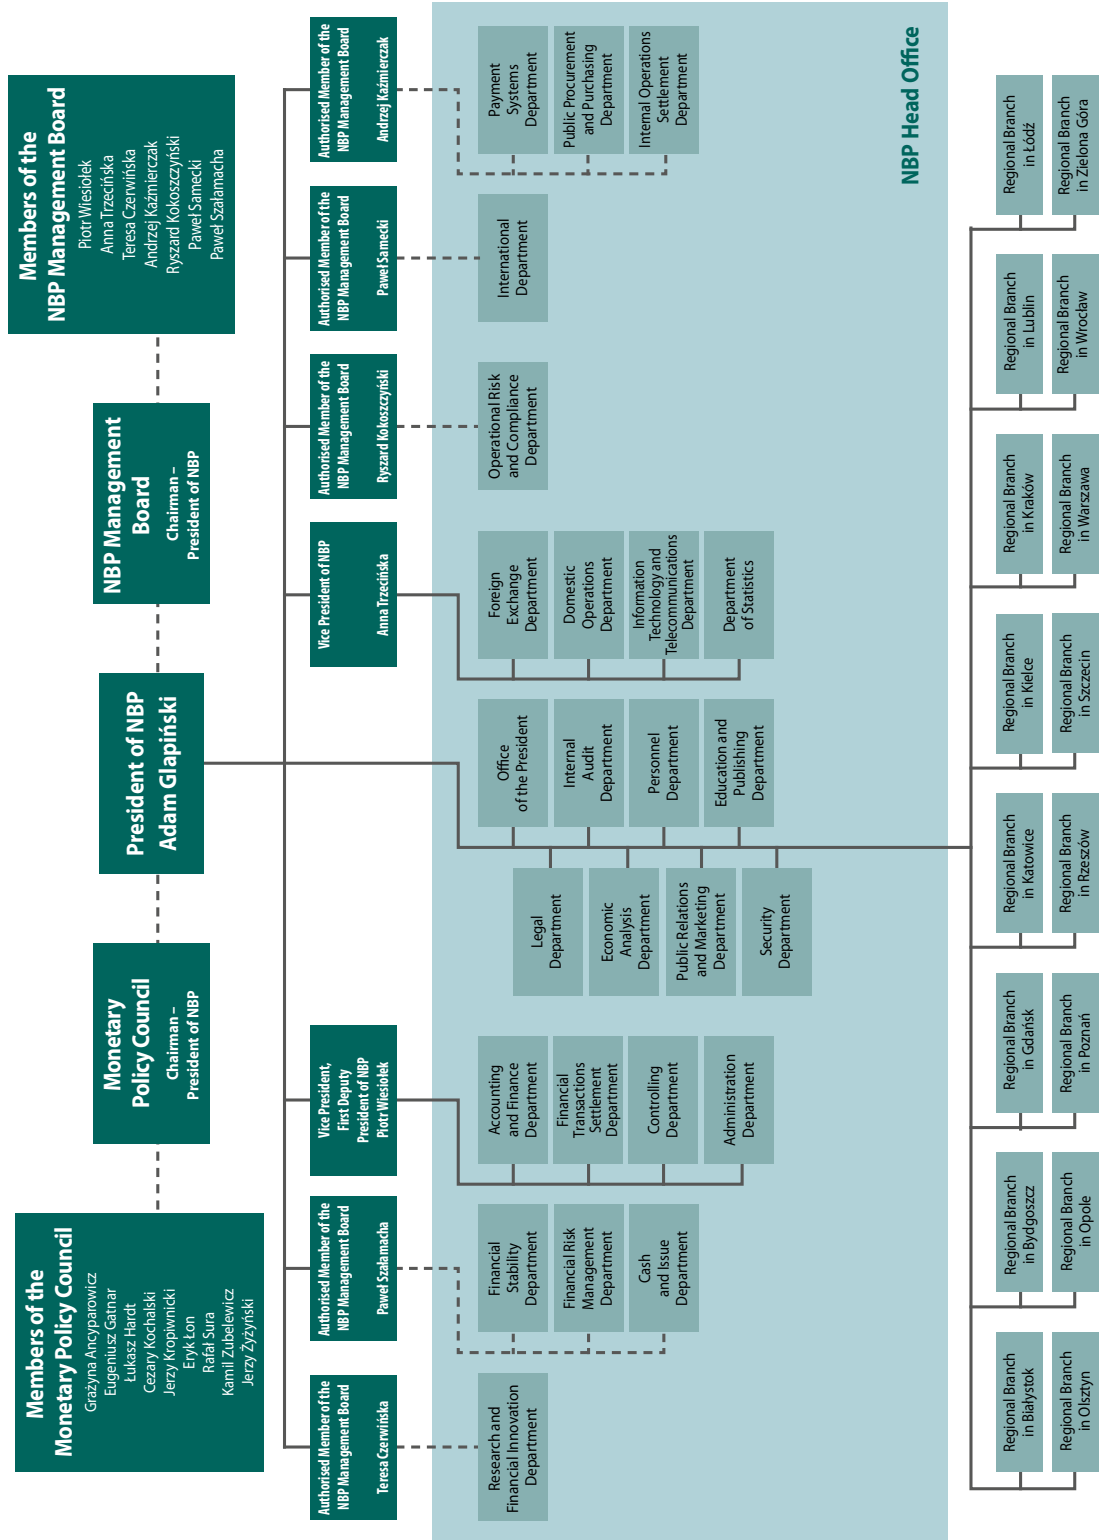 Members of the
Monetary Policy Council
Grażyna Ancyparowicz
Eugeniusz Gatnar
Łukasz Hardt
Cezary Kochalski
Jerzy Kropiwnicki
Eryk Łon
Rafał Sura
Kamil Zubelewicz
Jerzy Żyżyński
Monetary
Policy Council
Chairman –
President of NBP
President of NBP
Adam Glapiński
NBP Management
Board
Chairman –
President of NBP
Members of the
NBP Management Board
Piotr Wiesiołek
Anna Trzecińska
Teresa Czerwińska
Andrzej Kaźmierczak
Ryszard Kokoszczyński
Paweł Samecki
Paweł Szałamacha
Authorised Member of the
NBP Management Board
Teresa Czerwińska
Authorised Member of the
NBP Management Board
Paweł Szałamacha
Vice President,
First Deputy
President of NBP
Piotr Wiesiołek
Vice President of NBP
Anna Trzecińska
Authorised Member of the
NBP Management Board
Ryszard Kokoszczyński
Authorised Member of the
NBP Management Board
Paweł Samecki
Authorised Member of the
NBP Management Board
Andrzej Kaźmierczak
Research and
Financial Innovation
Department
Financial
Stability
Department
Financial Risk
Management
Department
Cash
and Issue
Department
Accounting
and Finance
Department
Financial
Transactions
Settlement
Department
Controlling
Department
Administration
Department
Legal
Department
Economic
Analysis
Department
Public Relations
and Marketing
Department
Security
Department
Office
of the President
Internal
Audit
Department
Personnel
Department
Education and
Publishing
Department
Foreign
Exchange
Department
Domestic
Operations
Department
Information
Technology and
Telecommunications
Department
Department
of Statistics
Operational Risk
and Compliance
Department
International
Department
Payment
Systems
Department
Public Procurement
and Purchasing
Department
Internal Operations
Settlement
Department
NBP Head Office
Regional Branch
in Białystok
Regional Branch
in Olsztyn
Regional Branch
in Bydgoszcz
Regional Branch
in Opole
Regional Branch
in Gdańsk
Regional Branch
in Poznań
Regional Branch
in Katowice
Regional Branch
in Rzeszów
Regional Branch
in Kielce
Regional Branch
in Szczecin
Regional Branch
in Kraków
Regional Branch
in Warszawa
Regional Branch
in Lublin
Regional Branch
in Wrocław
Regional Branch
in Łódź
Regional Branch
in Zielona Góra